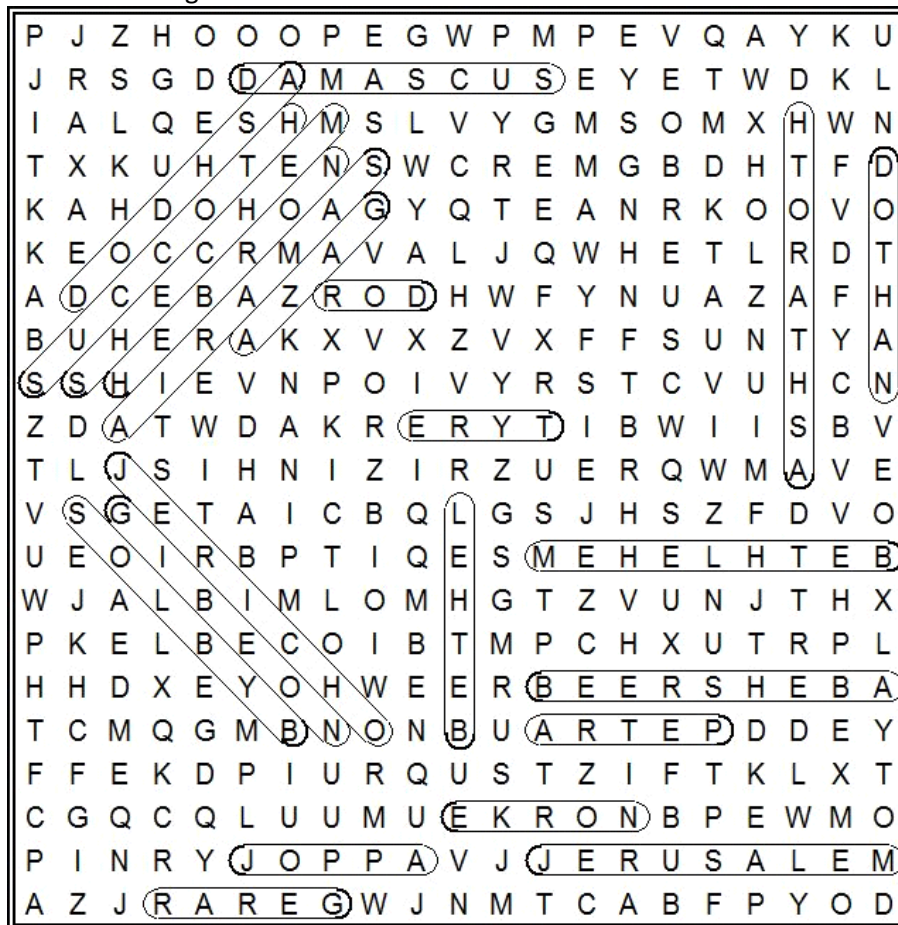 P J Z H O O O P E G W P M P E V Q A Y K U
J R S G D D A M A S C U S E Y E T W D K L
I A L Q E S H M S L V Y G M S O M X H W N
T X K U H T E N S W C R E M G B D H T F D
K A H D O H O A G Y Q T E A N R K O O V O
K E O C C R M A V A L J Q W H E T L R D T
A D C E B A Z R O D H W F Y N U A Z A F H
B U H E R A K X V X Z V X F F S U N T Y A
S S H I E V N P O I V Y R S T C V U H C N
Z D A T W D A K R E R Y T I B W I I S B V
T L J S I H N I Z I R Z U E R Q W M A V E
V S G E T A I C B Q L G S J H S Z F D V O
U E O I R B P T I Q E S M E H E L H T E B
W J A L B I M L O M H G T Z V U N J T H X
P K E L B E C O I B T M P C H X U T R P L
H H D X E Y O H W E E R B E E R S H E B A
T C M Q G M B N O N B U A R T E P D D E Y
F F E K D P I U R Q U S T Z I F T K L X T
C G Q C Q L U U M U E K R O N B P E W M O
P I N R Y J O P P A V J J E R U S A L E M
A Z J R A R E G W J N M T C A B F P Y O D